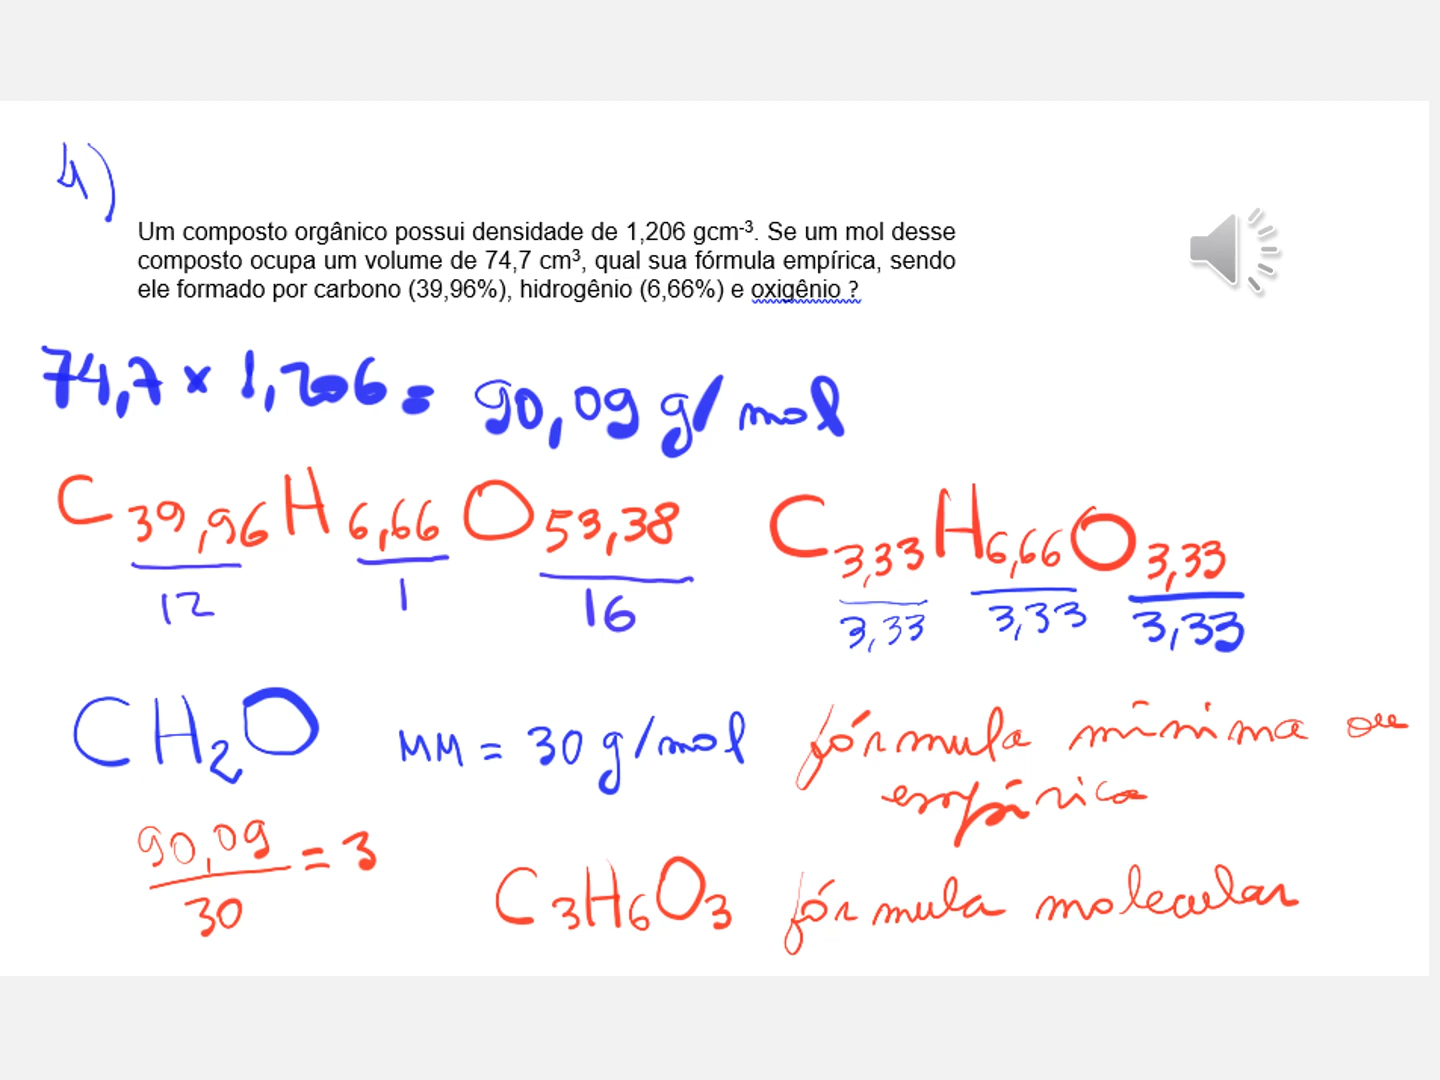 4)
Um composto orgânico possui densidade de 1,206 gcm-3. Se um mol desse
composto ocupa um volume de 74,7 cm3, qual sua fórmula empírica, sendo
ele formado por carbono (39,96%), hidrogênio (6,66%) e oxigênio ?
74,7 x 1,206 = 90,09 g/mol
C 39,96 H 6,66 O 53,38
12 1 16
C 3,33 H 6,66 O 3,33
3,33 3,33 3,33
CH2O MM = 30 g/mol fórmula mínima ou
empírica
90,09 = 3
30
C3H6O3 fórmula molecular